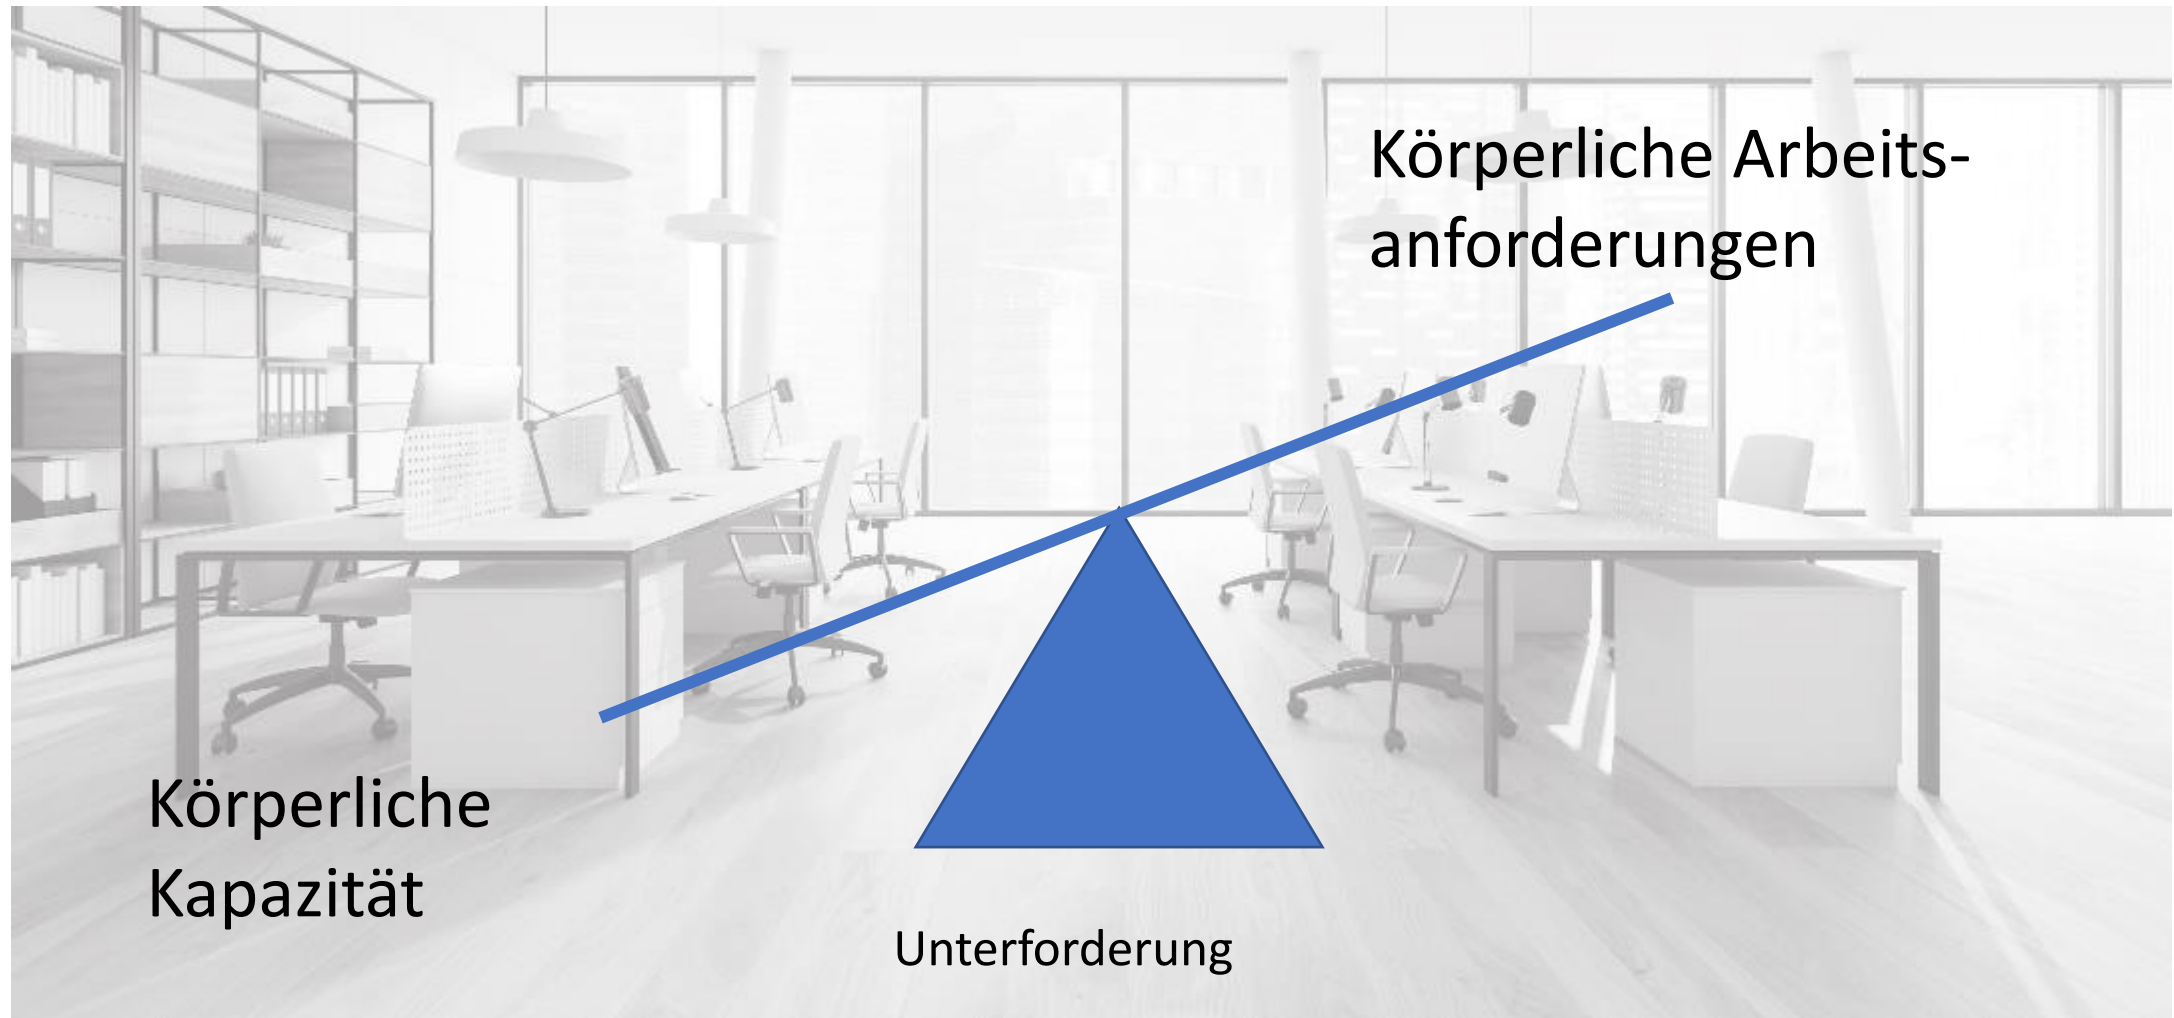 Körperliche Arbeits-
anforderungen
Körperliche
Kapazität
Unterforderung